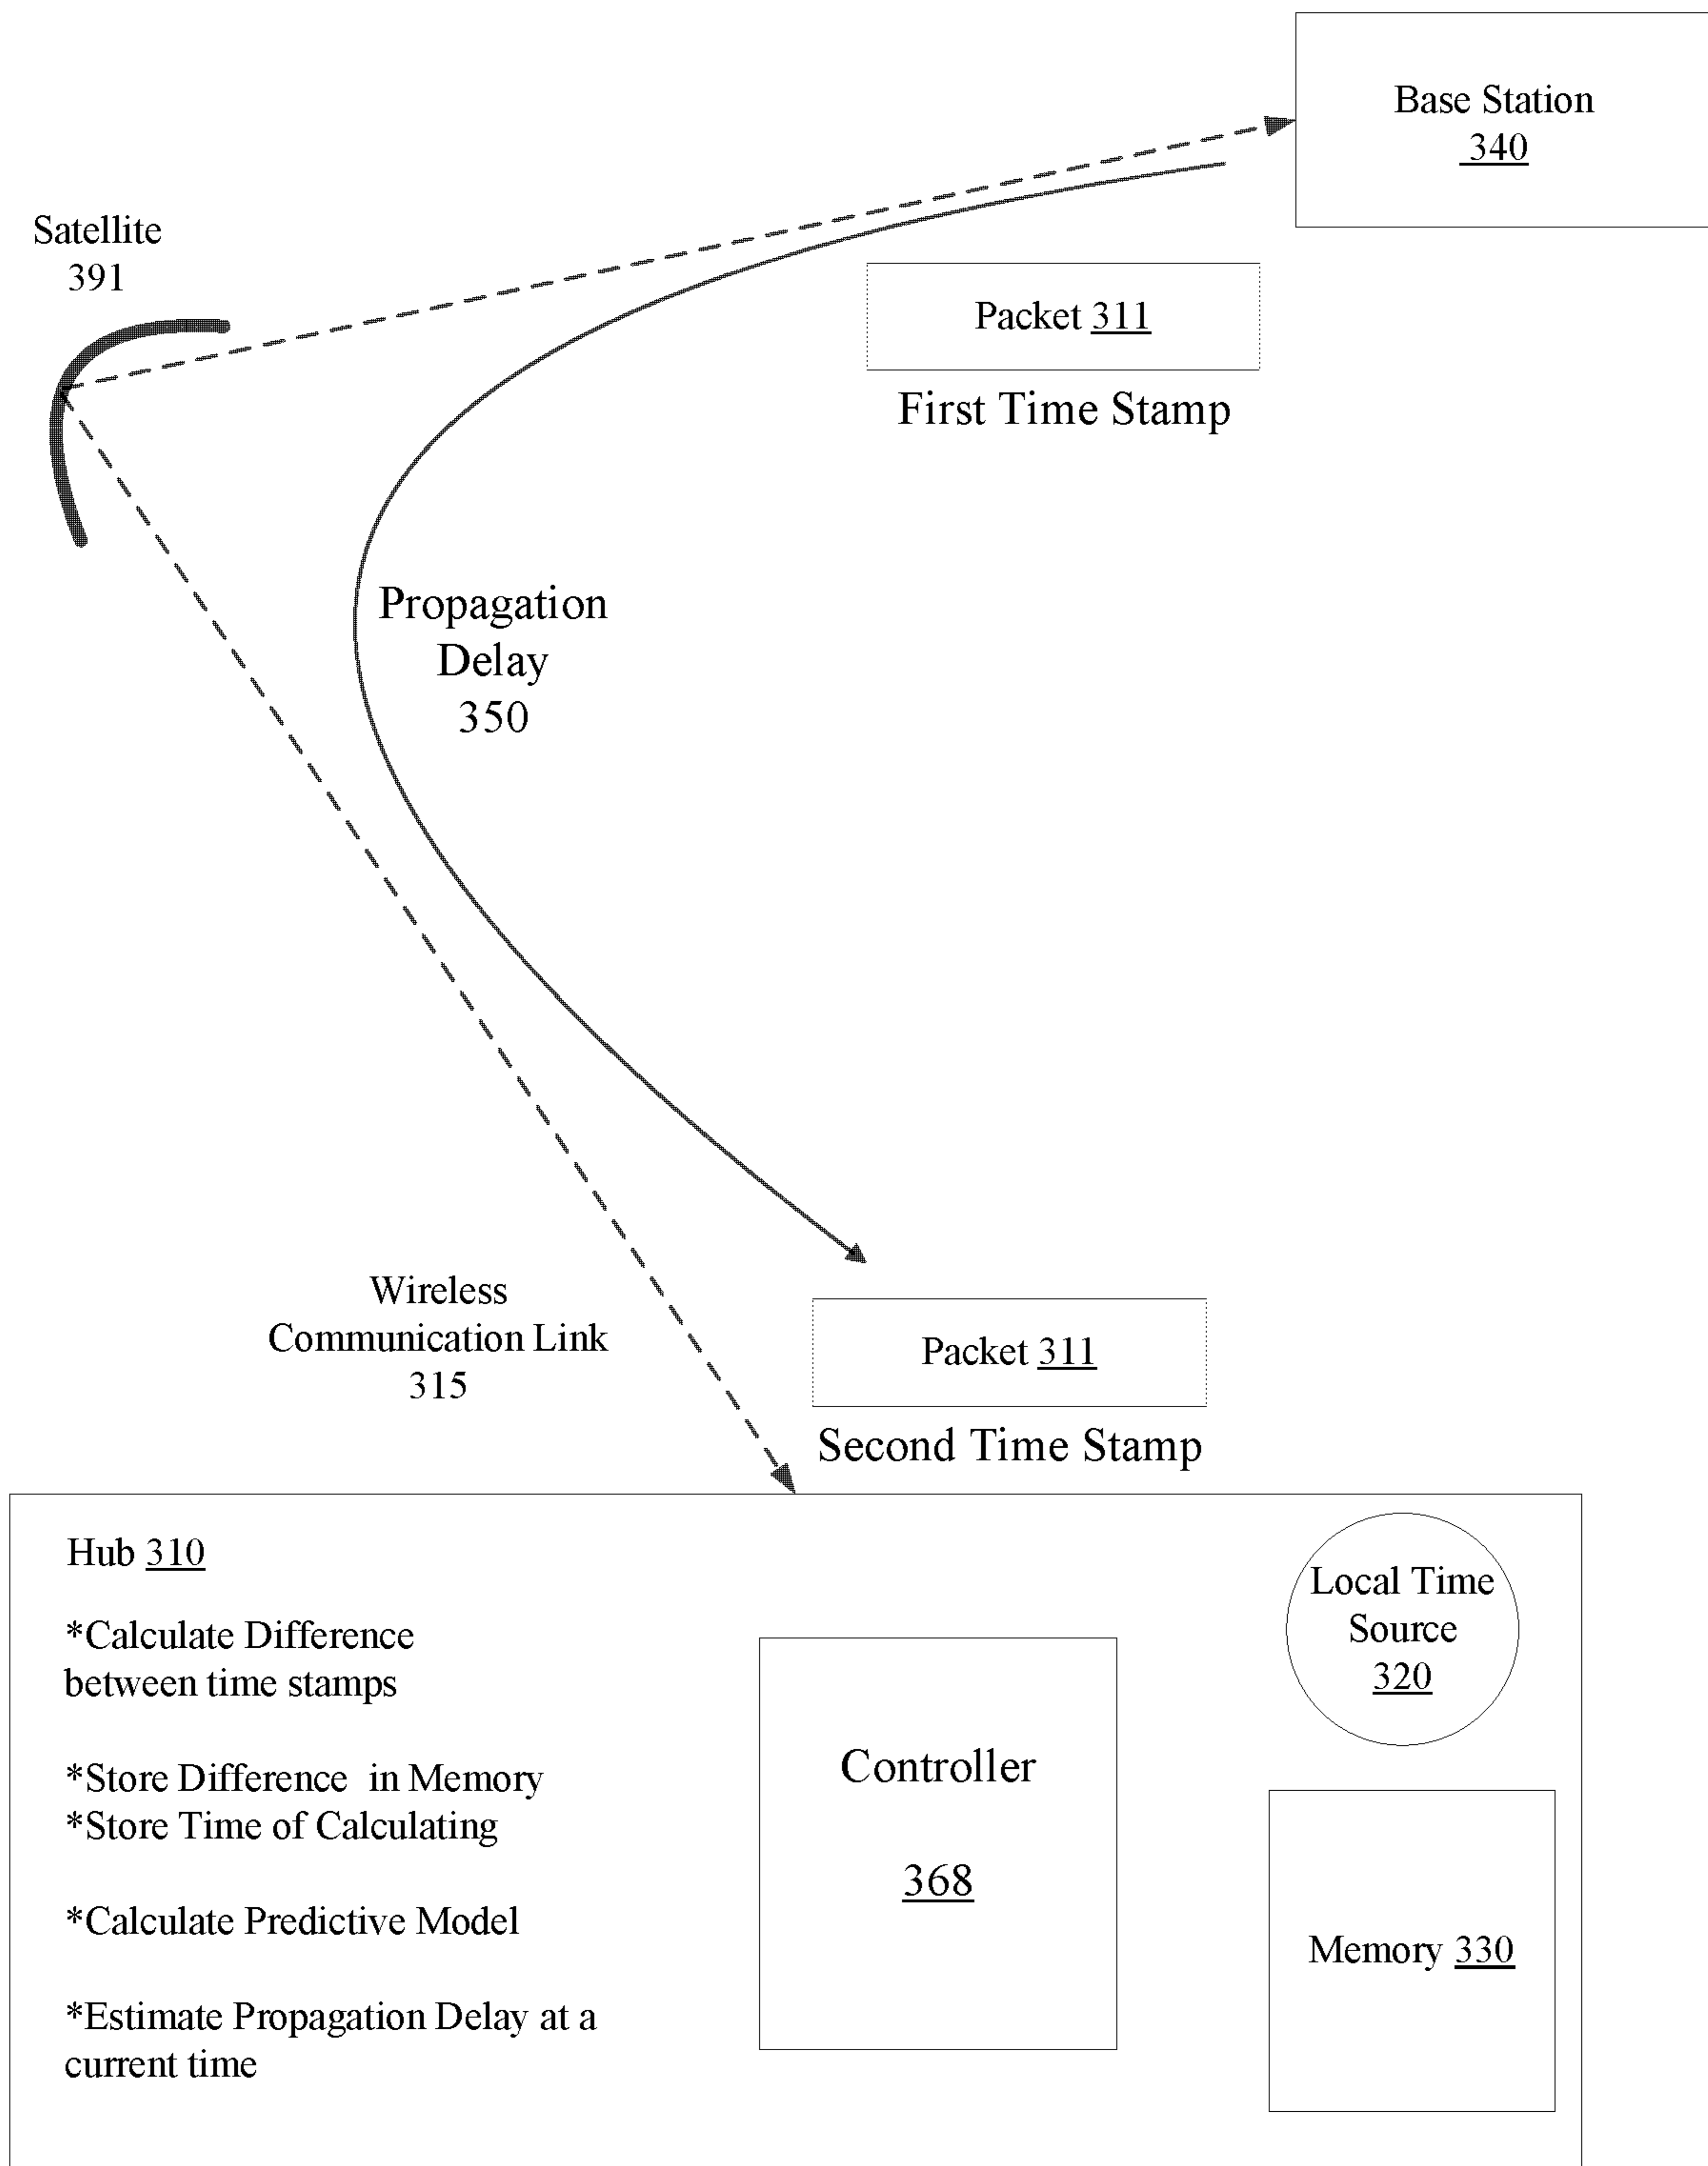 Base Station
340
Satellite
391
Packet 311
First Time Stamp
Propagation
Delay
350
Wireless
Communication Link
315
Packet 311
Second Time Stamp
Hub 310
*Calculate Difference
between time stamps
*Store Difference in Memory
*Store Time of Calculating
*Calculate Predictive Model
*Estimate Propagation Delay at a
current time
Controller
368
Local Time
Source
320
Memory 330